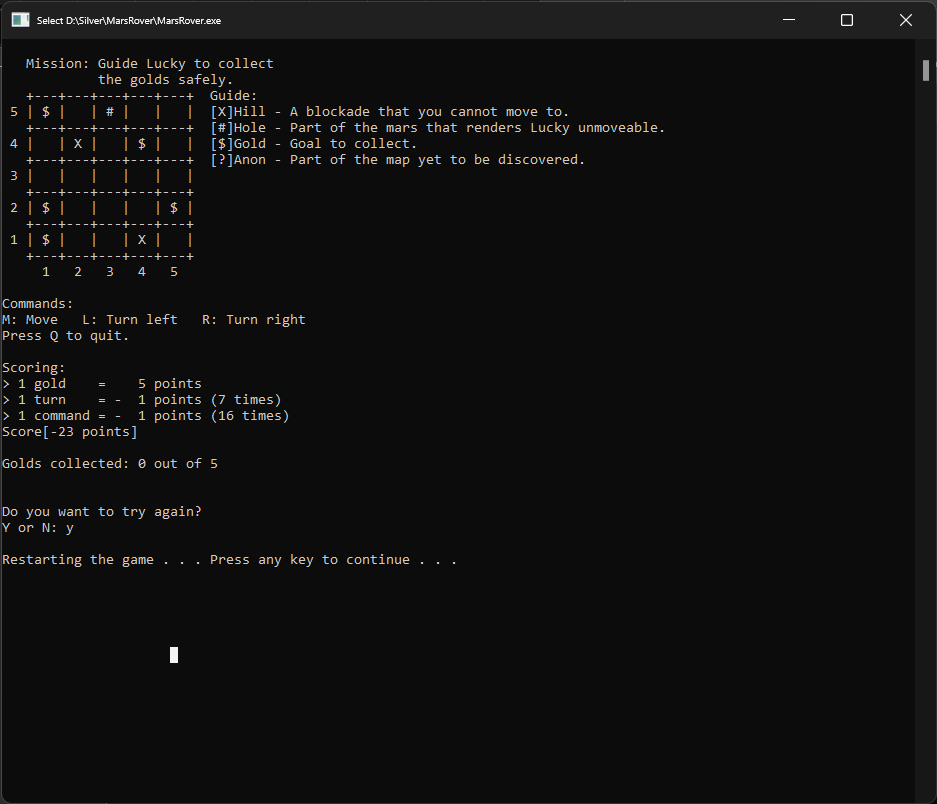 Select D:\Silver\MarsRover\MarsRover.exe
Mission: Guide Lucky to collect
the golds safely.
+---+---+---+---+---+  Guide:
5 | $ |   | # |   |   |  [X]Hill - A blockade that you cannot move to.
+---+---+---+---+---+  [#]Hole - Part of the mars that renders Lucky unmoveable.
4 |   | X |   | $ |   |  [$]Gold - Goal to collect.
+---+---+---+---+---+  [?]Anon - Part of the map yet to be discovered.
3 |   |   |   |   |   |
+---+---+---+---+---+
2 | $ |   |   |   | $ |
+---+---+---+---+---+
1 | $ |   |   | X |   |
+---+---+---+---+---+
1   2   3   4   5
Commands:
M: Move   L: Turn left   R: Turn right
Press Q to quit.
Scoring:
> 1 gold    =    5 points
> 1 turn    = -  1 points (7 times)
> 1 command = -  1 points (16 times)
Score[-23 points]
Golds collected: 0 out of 5
Do you want to try again?
Y or N: y
Restarting the game . . . Press any key to continue . . .